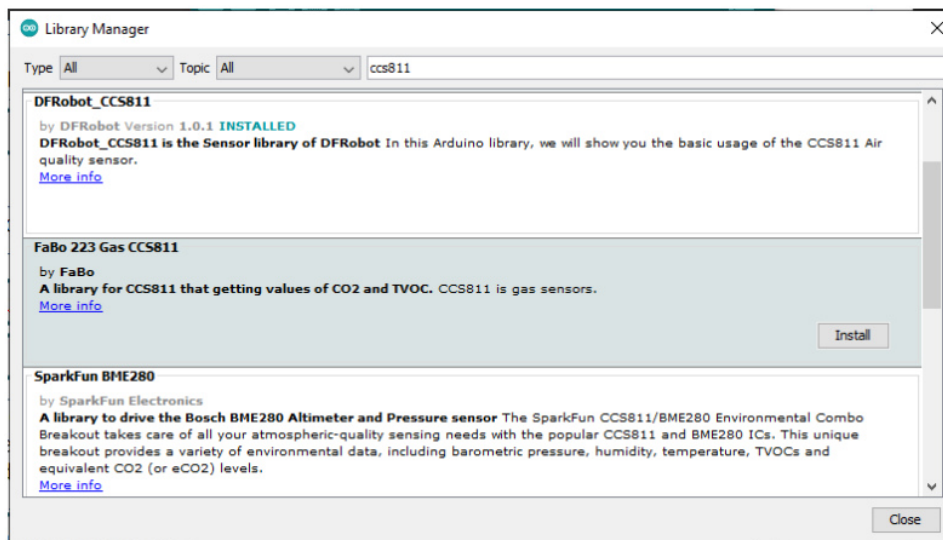 Library Manager
Type All Topic All ccs811
DFRobot_CCS811
by DFRobot Version 1.0.1 INSTALLED
DFRobot_CCS811 is the Sensor library of DFRobot In this Arduino library, we will show you the basic usage of the CCS811 Air
quality sensor.
More info
FaBo 223 Gas CCS811
by FaBo
A library for CCS811 that getting values of CO2 and TVOC. CCS811 is gas sensors.
More info
Install
SparkFun BME280
by SparkFun Electronics
A library to drive the Bosch BME280 Altimeter and Pressure sensor The SparkFun CCS811/BME280 Environmental Combo
Breakout takes care of all your atmospheric-quality sensing needs with the popular CCS811 and BME280 ICs. This unique
breakout provides a variety of environmental data, including barometric pressure, humidity, temperature, TVOCs and
equivalent CO2 (or eCO2) levels.
More info
Close